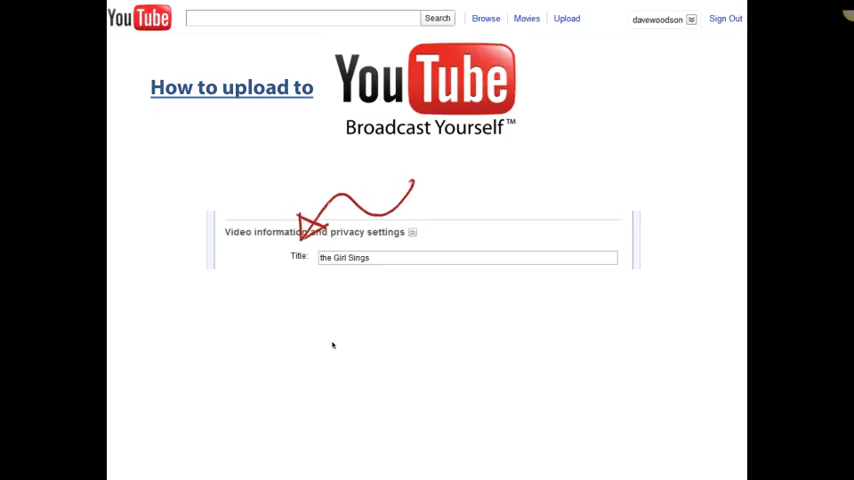 YouTube Search Browse Movies Upload davewoodson Sign Out
How to upload to YouTube
Broadcast Yourself™
Video information and privacy settings
Title: the Girl Sings